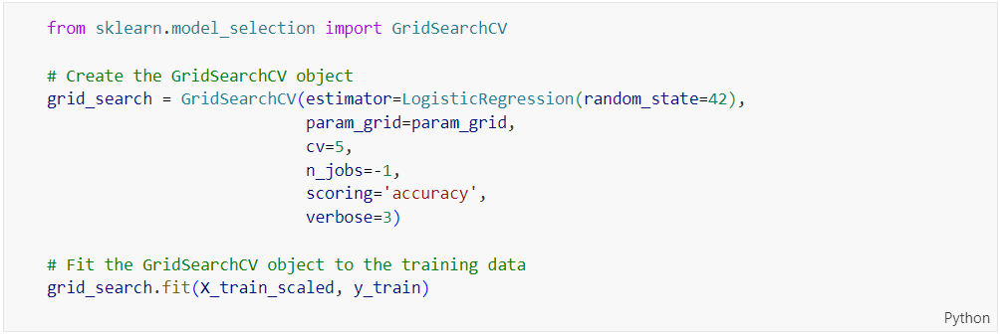 from sklearn.model_selection import GridSearchCV
# Create the GridSearchCV object
grid_search = GridSearchCV(estimator=LogisticRegression(random_state=42),
param_grid=param_grid,
cv=5,
n_jobs=-1,
scoring='accuracy',
verbose=3)
# Fit the GridSearchCV object to the training data
grid_search.fit(X_train_scaled, y_train)
Python